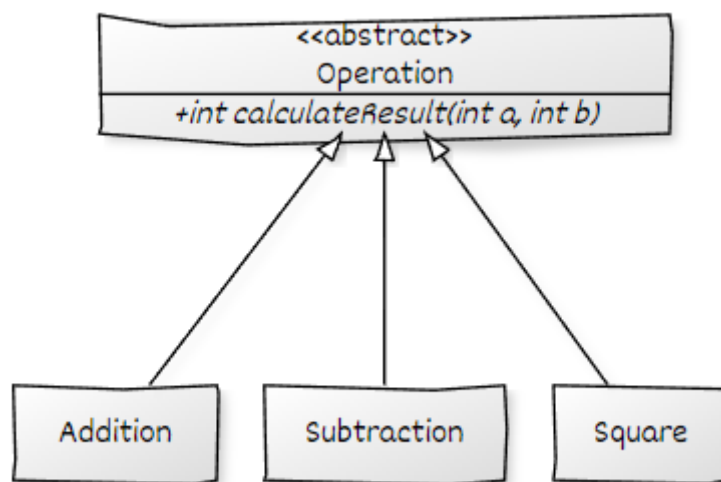 <<abstract>>
Operation
+int calculateResult(int a, int b)
Addition
Subtraction
Square